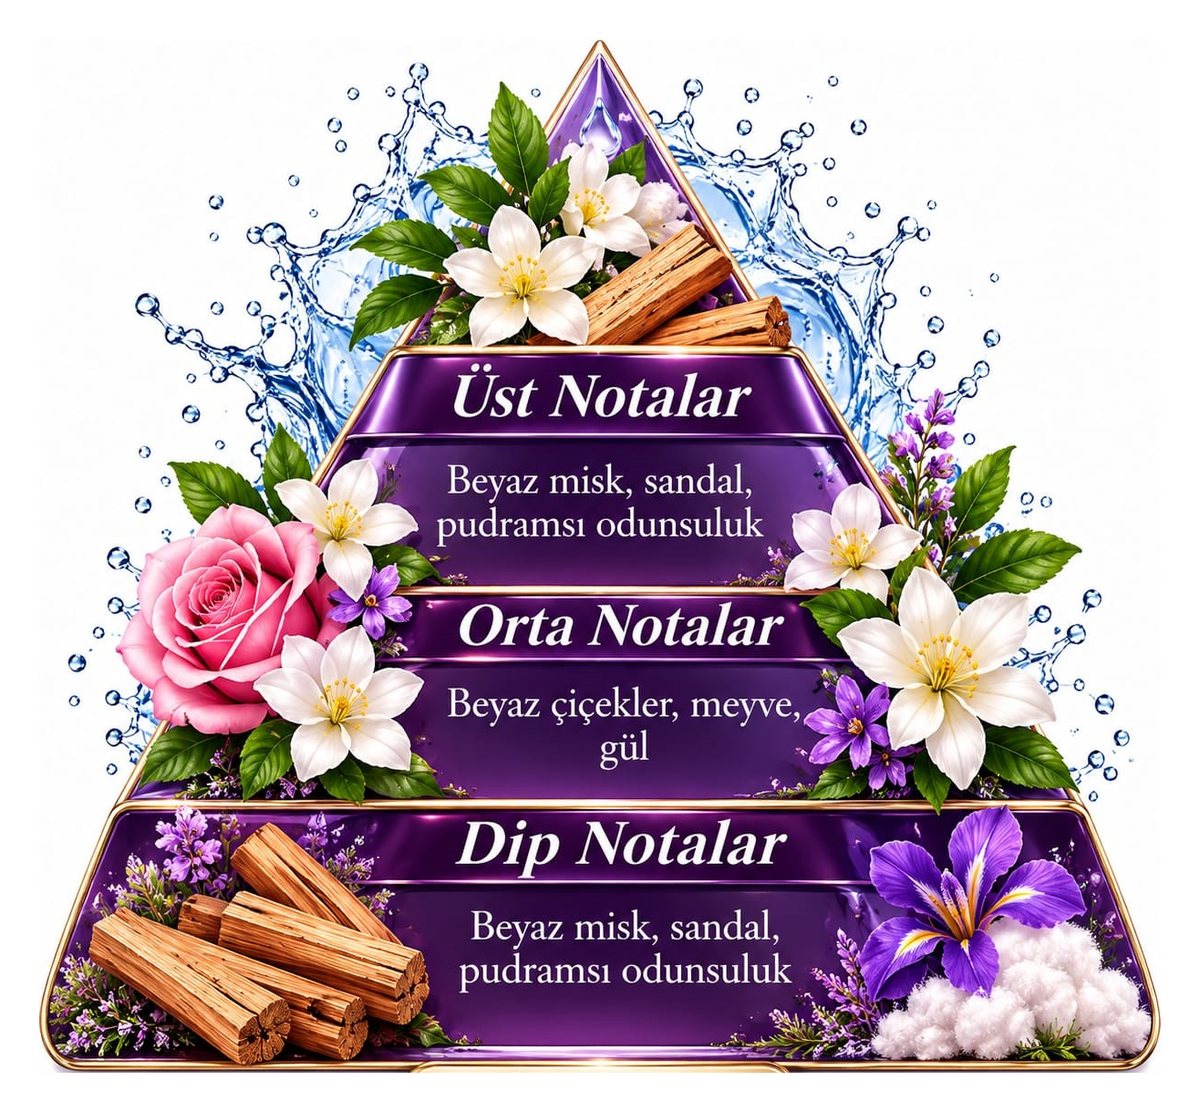 Üst Notalar
Beyaz misk, sandal,
pudramsı odunsuluk
Orta Notalar
Beyaz çiçekler, meyve,
gül
Dip Notalar
Beyaz misk, sandal,
pudramsı odunsuluk